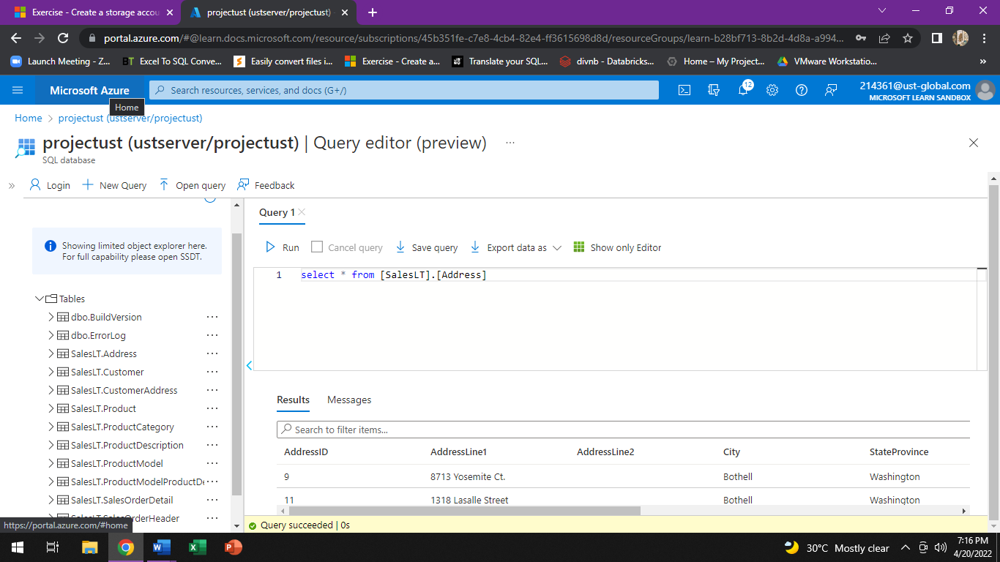 Exercise - Create a storage accou
projectust (ustserver/projectust)
portal.azure.com/#@learn.docs.microsoft.com/resource/subscriptions/45b351fe-c7e8-4cb4-82e4-ff3615698d8d/resourceGroups/learn-b28bf713-8b2d-4d8a-a994...
Launch Meeting - Z...
BT Excel To SQL Conve...
S Easily convert files i...
Exercise - Create a...
Translate your SQL...
divnb - Databricks...
Home – My Project...
VMware Workstatio...
»
Microsoft Azure
Search resources, services, and docs (G+/)
12
214361@ust-global.com
MICROSOFT LEARN SANDBOX
Home
Home > projectust (ustserver/projectust)
projectust (ustserver/projectust) | Query editor (preview) ...
SQL database
» Login New Query Open query Feedback
Showing limited object explorer here.
For full capability please open SSDT.
Tables
dbo.BuildVersion ...
dbo.ErrorLog ...
SalesLT.Address ...
SalesLT.Customer ...
SalesLT.CustomerAddress ...
SalesLT.Product ...
SalesLT.ProductCategory ...
SalesLT.ProductDescription ...
SalesLT.ProductModel ...
SalesLT.ProductModelProductDe ...
SalesLT.SalesOrderDetail ...
https://portal.azure.com/#home
Query 1
Run Cancel query Save query Export data as Show only Editor
1 select * from [SalesLT].[Address]
Results Messages
Search to filter items...
AddressID AddressLine1 AddressLine2 City StateProvince
9 8713 Yosemite Ct. Bothell Washington
11 1318 Lasalle Street Bothell Washington
Query succeeded | 0s
30°C Mostly clear
7:16 PM
4/20/2022